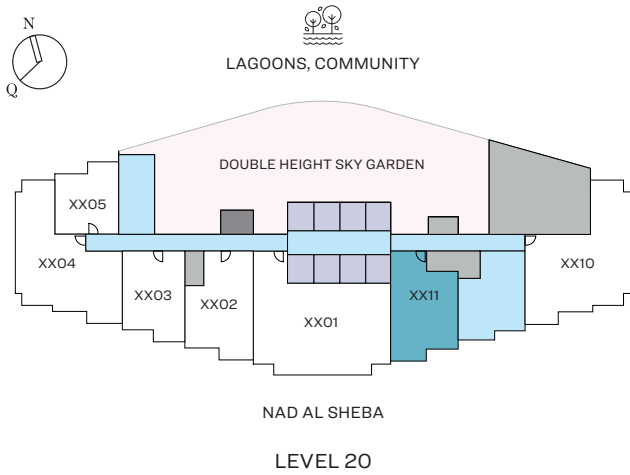 N
Q
LAGOONS, COMMUNITY
DOUBLE HEIGHT SKY GARDEN
XX05
XX04
XX03
XX02
XX01
XX11
XX10
NAD AL SHEBA
LEVEL 20